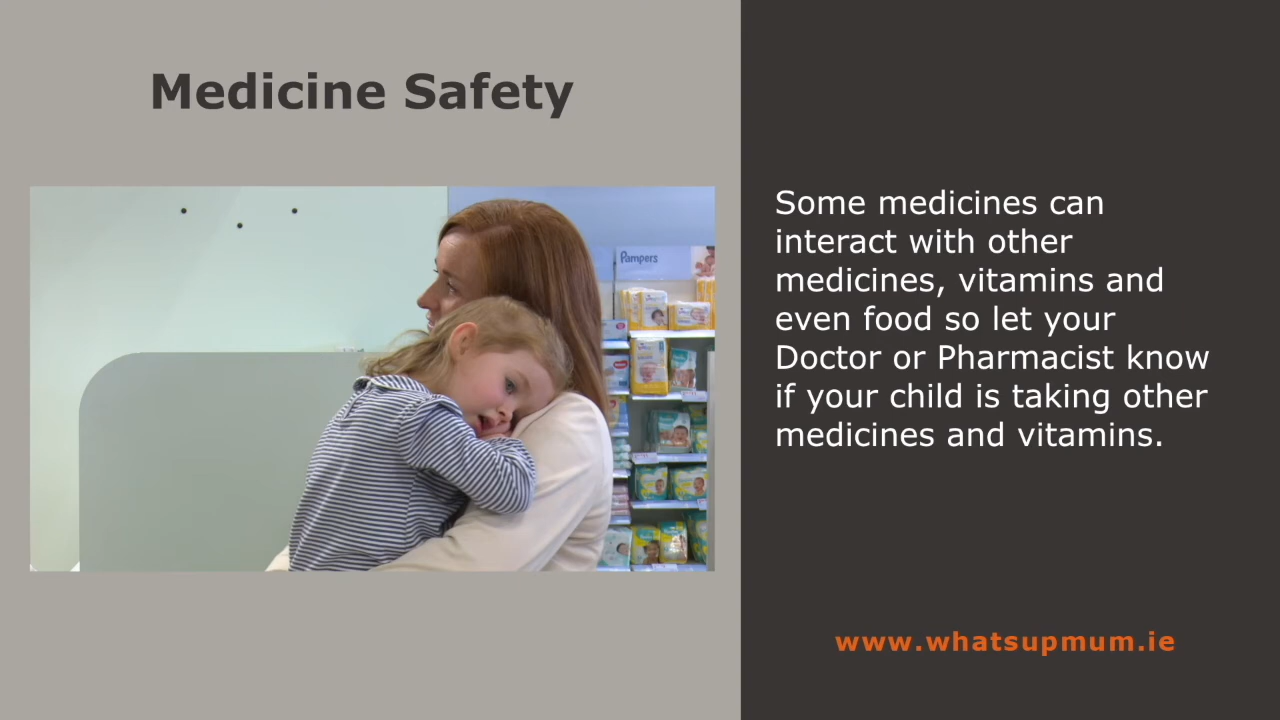 Medicine Safety
Pampers
Some medicines can
interact with other
medicines, vitamins and
even food so let your
Doctor or Pharmacist know
if your child is taking other
medicines and vitamins.
www.whatsupmum.ie